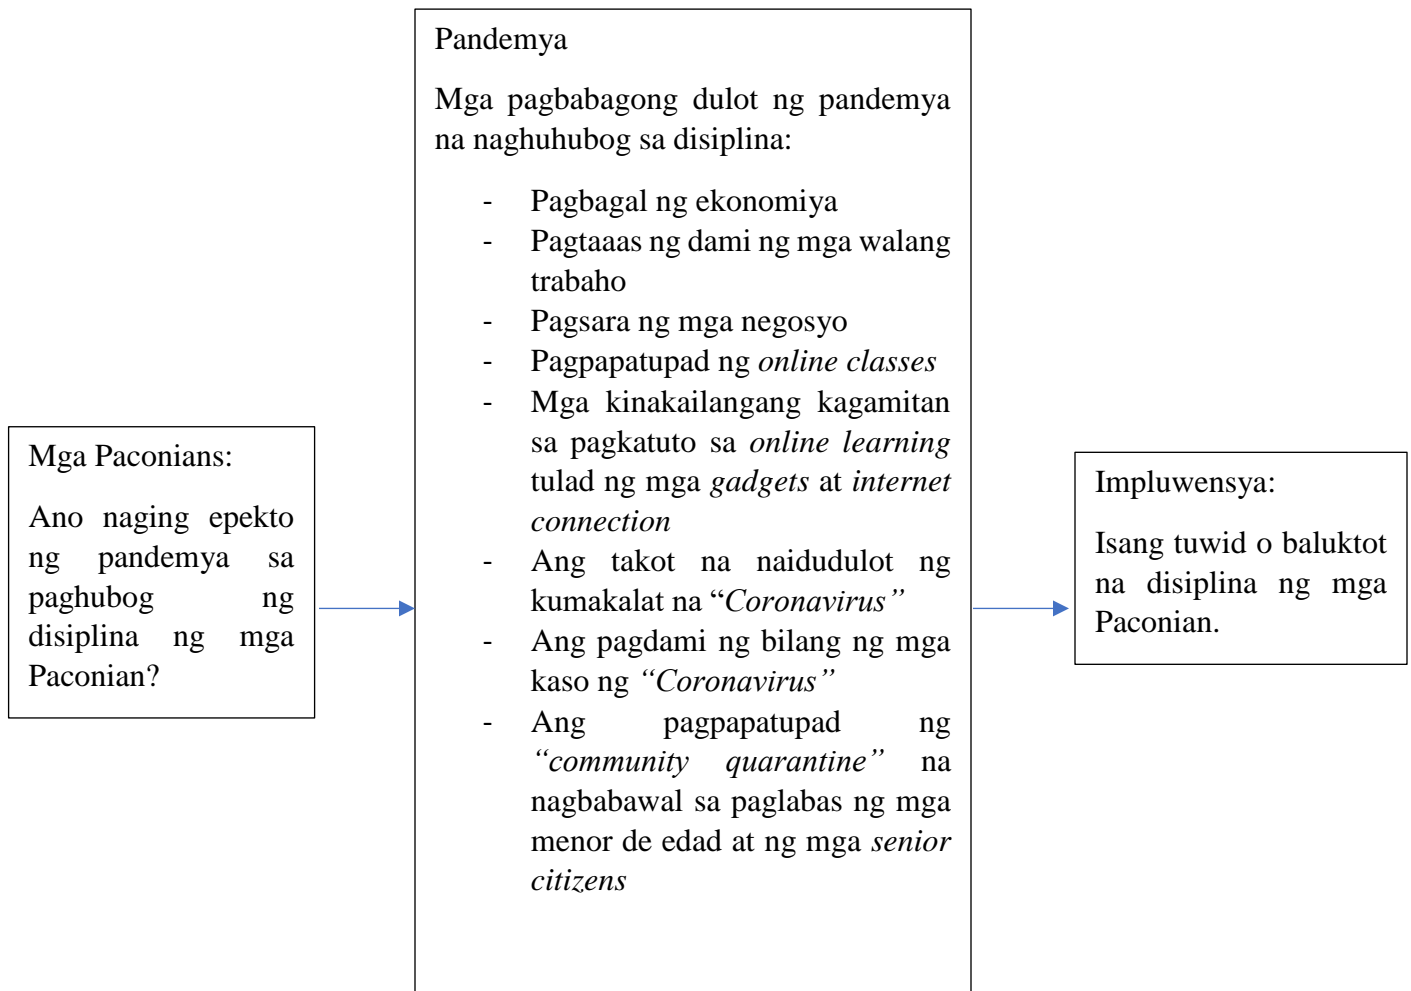 Mga Paconians:
Ano naging epekto
ng pandemya sa
paghubog ng
disiplina ng mga
Paconian?
Pandemya
Mga pagbabagong dulot ng pandemya
na naghuhubog sa disiplina:
- Pagbagal ng ekonomiya
- Pagtaaas ng dami ng mga walang
trabaho
- Pagsara ng mga negosyo
- Pagpapatupad ng online classes
- Mga kinakailangang kagamitan
sa pagkatuto sa online learning
tulad ng mga gadgets at internet
connection
- Ang takot na naidudulot ng
kumakalat na “Coronavirus”
- Ang pagdami ng bilang ng mga
kaso ng “Coronavirus”
- Ang pagpapatupad ng
“community quarantine” na
nagbabawal sa paglabas ng mga
menor de edad at ng mga senior
citizens
Impluwensya:
Isang tuwid o baluktot
na disiplina ng mga
Paconian.